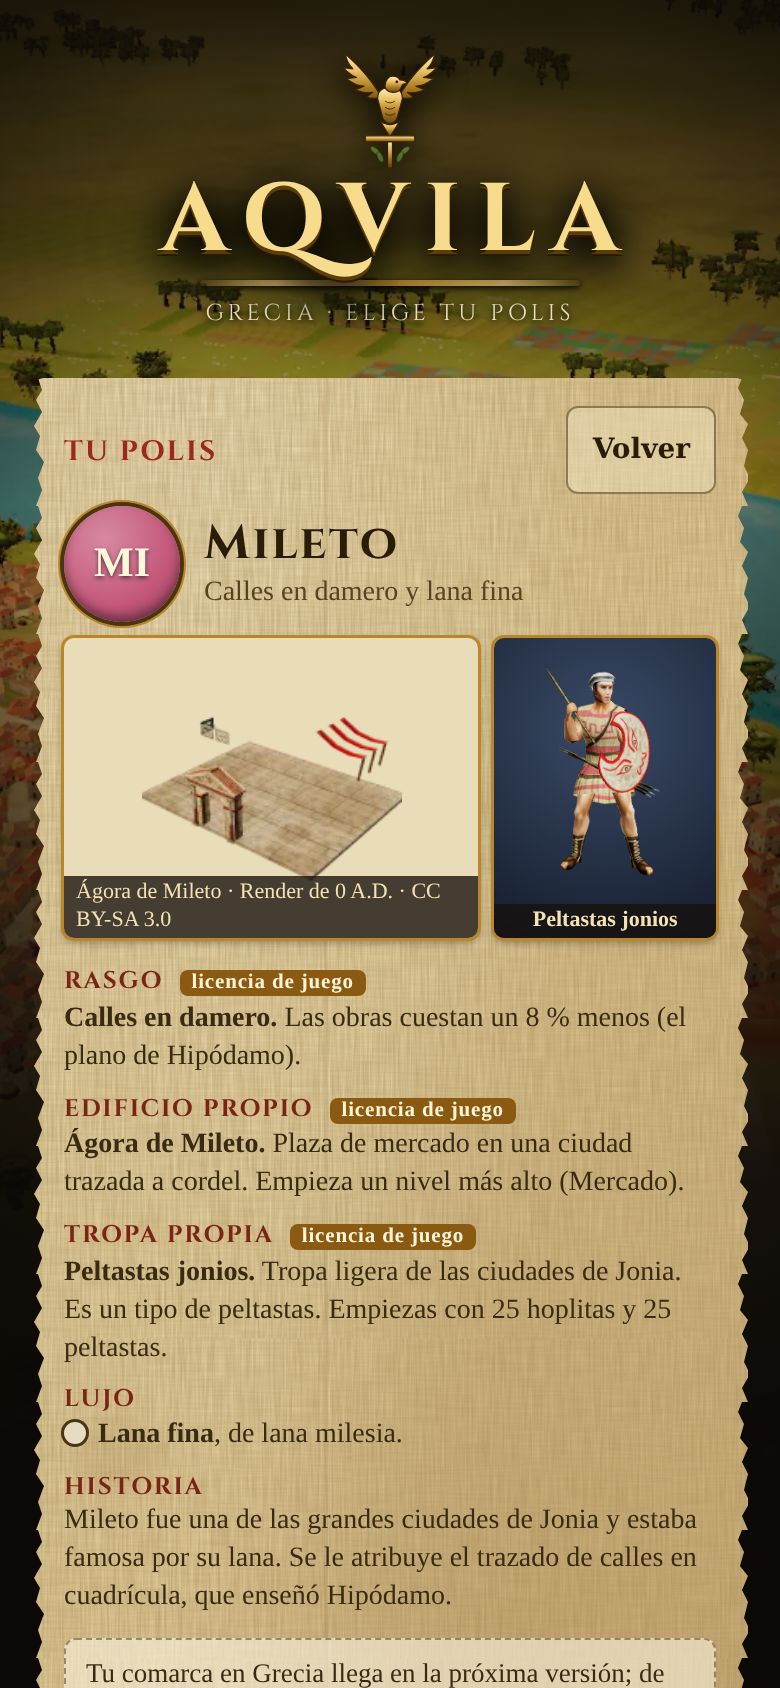 AQVILA
GRECIA · ELIGE TU POLIS
TU POLIS
Volver
MI
MILETO
Calles en damero y lana fina
Ágora de Mileto · Render de 0 A.D. · CC
BY-SA 3.0
Peltastas jonios
RASGO licencia de juego
Calles en damero. Las obras cuestan un 8 % menos (el
plano de Hipódamo).
EDIFICIO PROPIO licencia de juego
Ágora de Mileto. Plaza de mercado en una ciudad
trazada a cordel. Empieza un nivel más alto (Mercado).
TROPA PROPIA licencia de juego
Peltastas jonios. Tropa ligera de las ciudades de Jonia.
Es un tipo de peltastas. Empiezas con 25 hoplitas y 25
peltastas.
LUJO
Lana fina, de lana milesia.
HISTORIA
Mileto fue una de las grandes ciudades de Jonia y estaba
famosa por su lana. Se le atribuye el trazado de calles en
cuadrícula, que enseñó Hipódamo.
Tu comarca en Grecia llega en la próxima versión; de